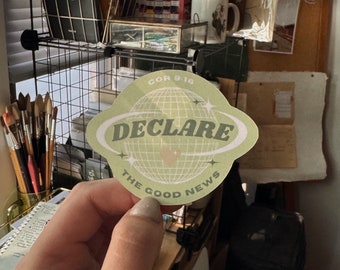 COR 9:16
DECLARE
THE GOOD NEWS